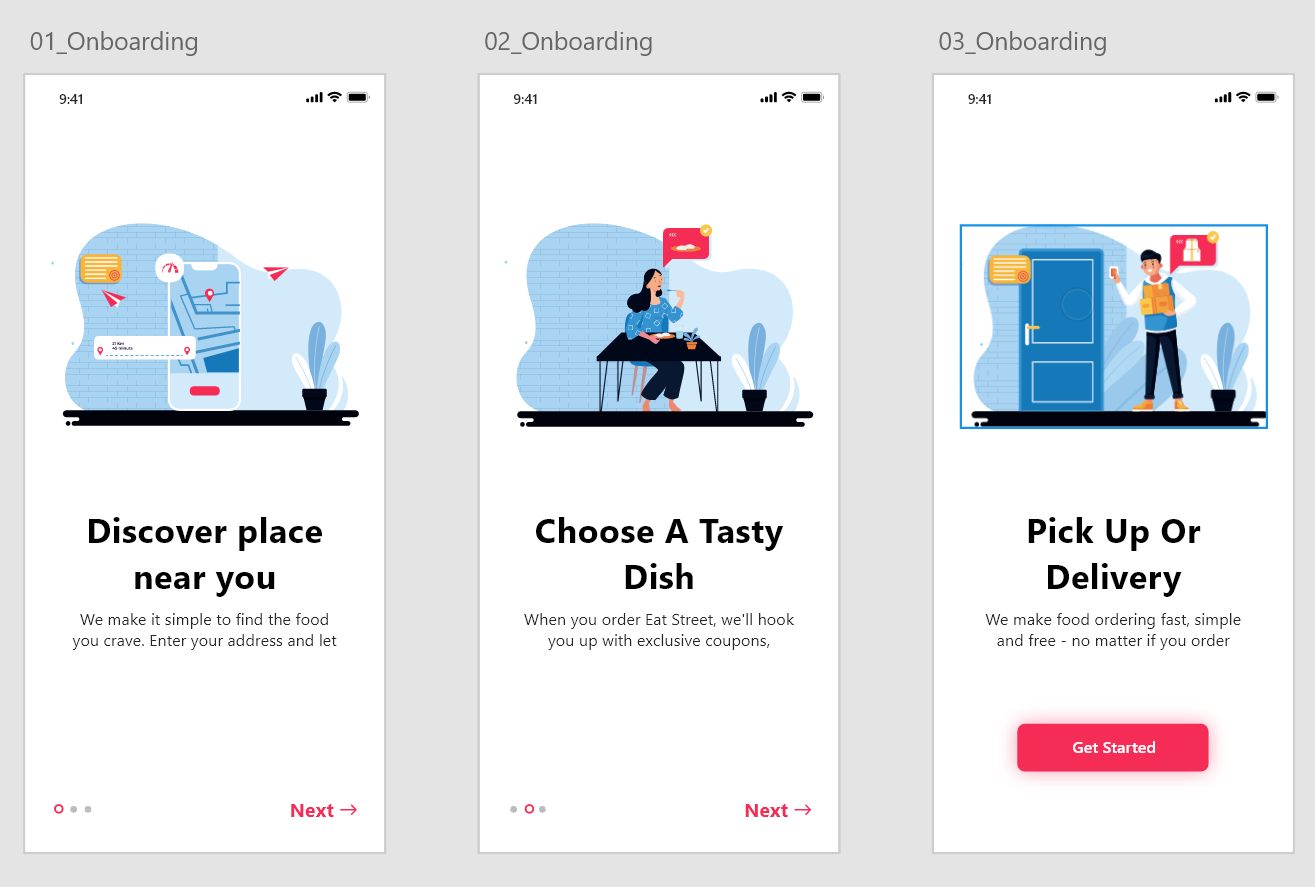 01_Onboarding
9:41
21 Km
45 minuts
Discover place
near you
We make it simple to find the food
you crave. Enter your address and let
Next →
02_Onboarding
9:41
Choose A Tasty
Dish
When you order Eat Street, we'll hook
you up with exclusive coupons,
Next →
03_Onboarding
9:41
Pick Up Or
Delivery
We make food ordering fast, simple
and free - no matter if you order
Get Started